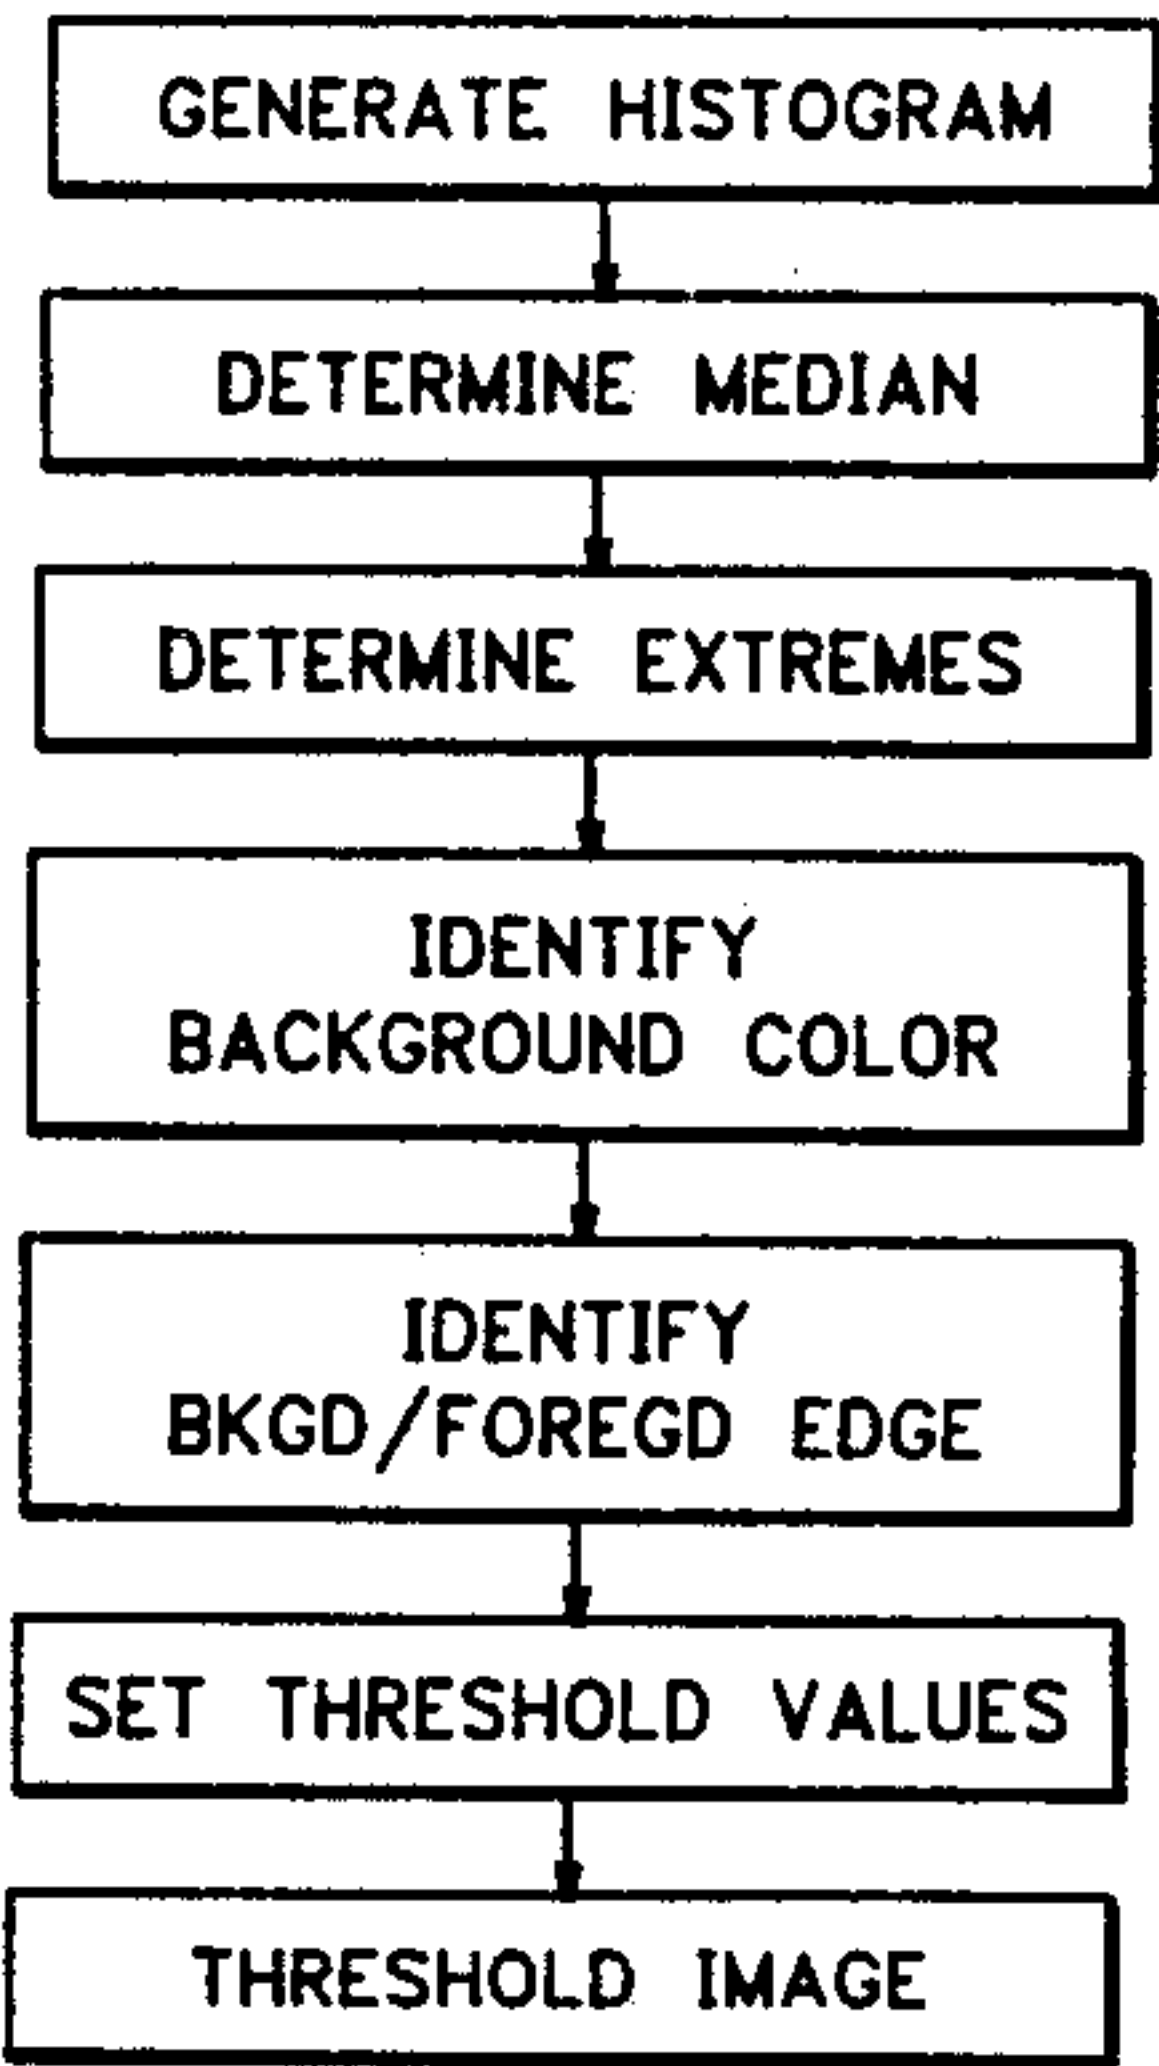 GENERATE HISTOGRAM
DETERMINE MEDIAN
DETERMINE EXTREMES
IDENTIFY
BACKGROUND COLOR
IDENTIFY
BKGD/FOREGD EDGE
SET THRESHOLD VALUES
THRESHOLD IMAGE